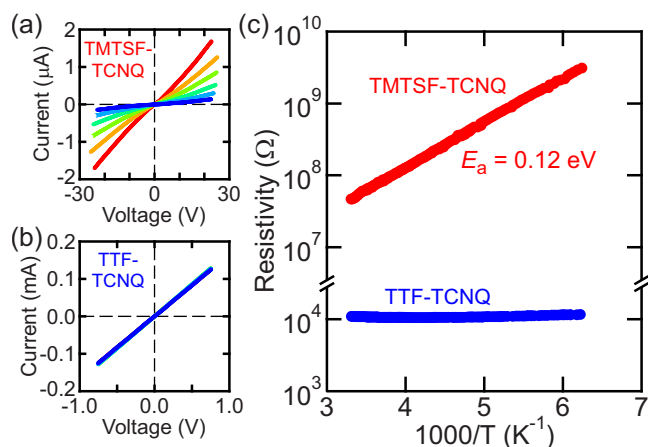 (a)
TMTSF-
TCNQ
Current (μA)
2
1
0
-1
-2
-30
0
30
Voltage (V)
(b)
TTF-
TCNQ
Current (mA)
0.2
0.1
0.0
-0.1
-0.2
-1.0
0.0
1.0
Voltage (V)
(c)
Resistivity (Ω)
10^10
10^9
10^8
10^7
10^4
10^3
TMTSF-TCNQ
E_a = 0.12 eV
TTF-TCNQ
3 4 5 6 7
1000/T (K^-1)